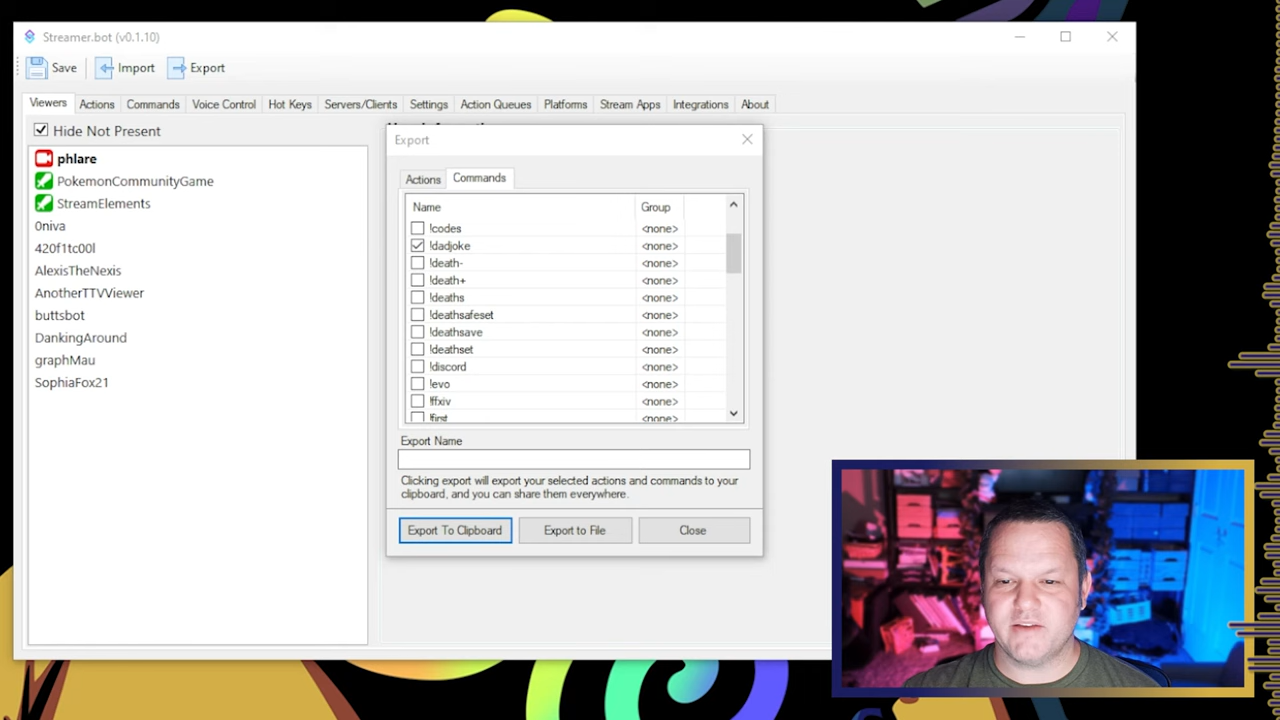 Streamer.bot (v0.1.10)
Save Import Export
Viewers Actions Commands Voice Control Hot Keys Servers/Clients Settings Action Queues Platforms Stream Apps Integrations About
Hide Not Present
phlare
PokemonCommunityGame
StreamElements
0niva
420f1tc00l
AlexisTheNexis
AnotherTTVViewer
buttsbot
DankingAround
graphMau
SophiaFox21
Export
Actions Commands
Name Group
!codes <none>
!dadjoke <none>
!death- <none>
!death+ <none>
!deaths <none>
!deathsafeset <none>
!deathsave <none>
!deathset <none>
!discord <none>
!evo <none>
!ffxiv <none>
!first <none>
Export Name
Clicking export will export your selected actions and commands to your
clipboard, and you can share them everywhere.
Export To Clipboard Export to File Close